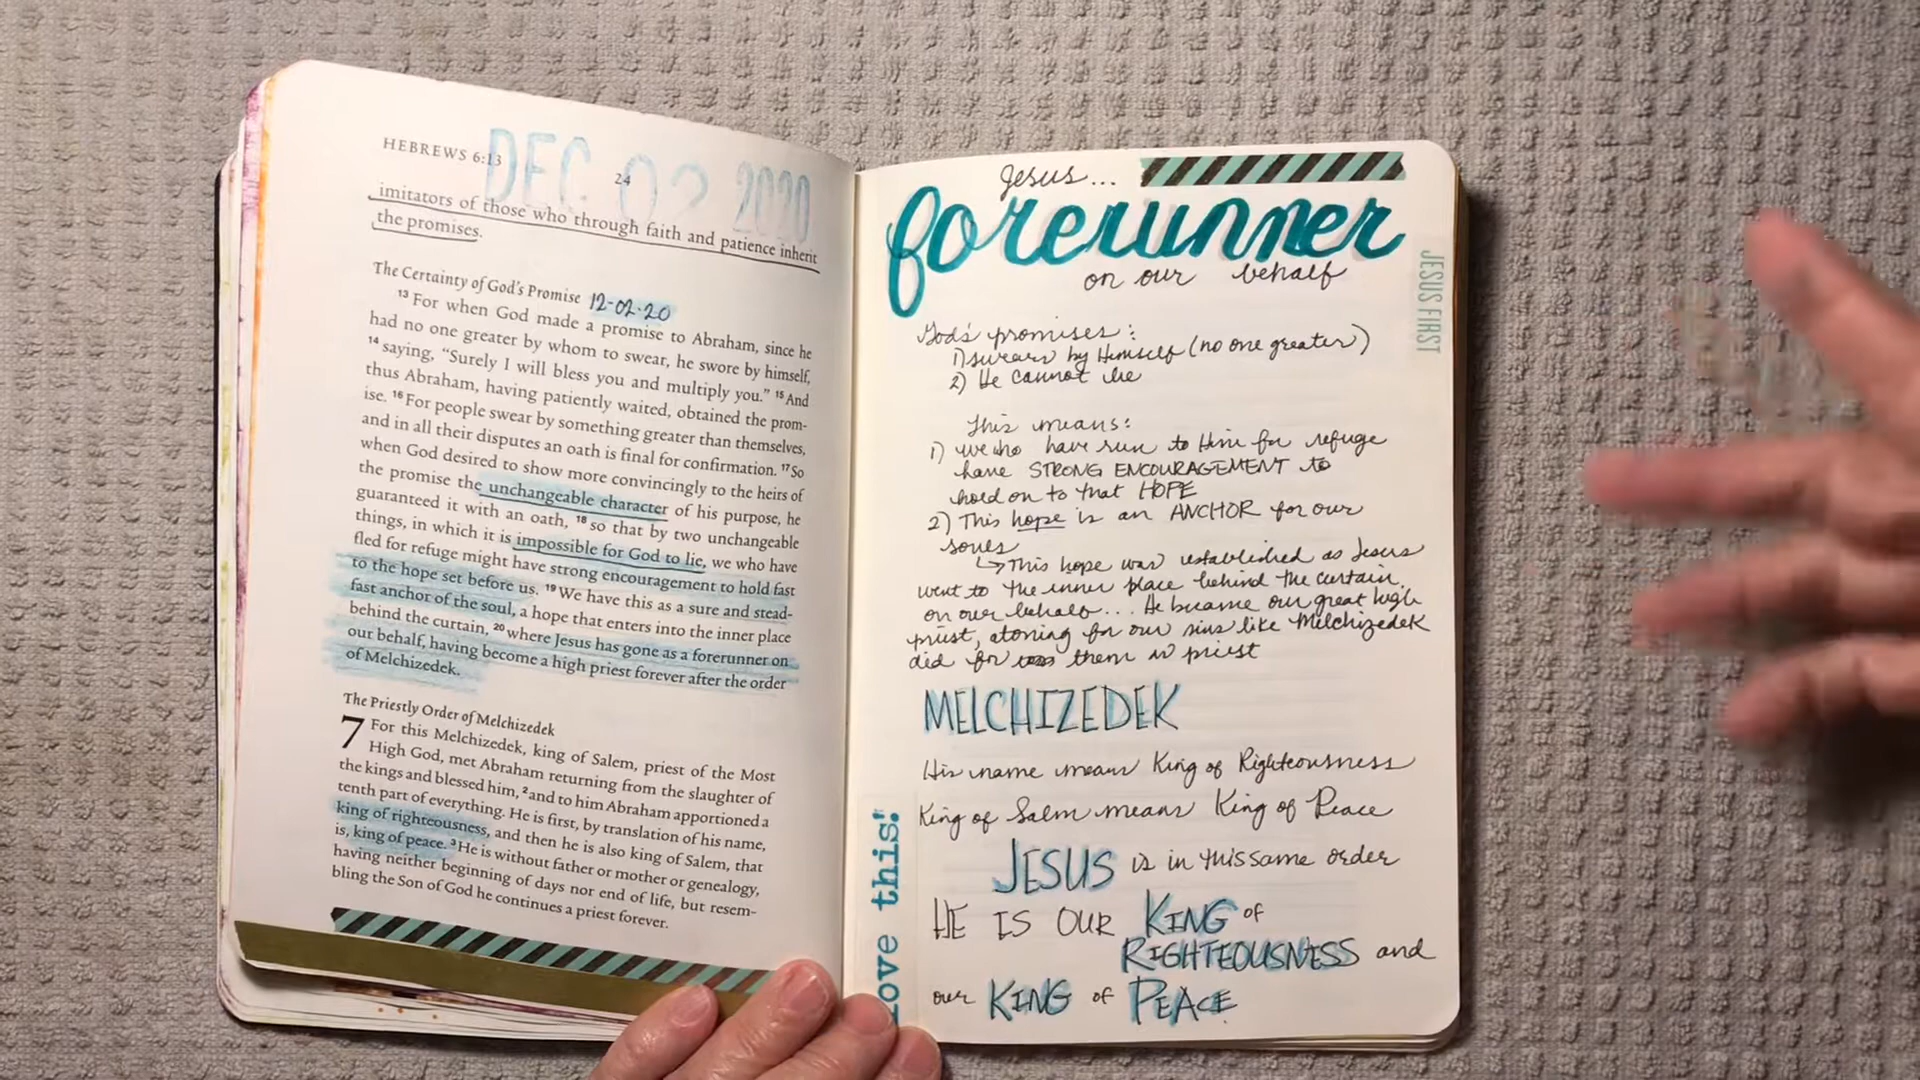 HEBREWS 6:13
24
DEC 02 2020
imitators of those who through faith and patience inherit
the promises.
The Certainty of God's Promise 12-02-20
13 For when God made a promise to Abraham, since he
had no one greater by whom to swear, he swore by himself,
14 saying, “Surely I will bless you and multiply you.” 15 And
thus Abraham, having patiently waited, obtained the prom-
ise. 16 For people swear by something greater than themselves,
and in all their disputes an oath is final for confirmation. 17 So
when God desired to show more convincingly to the heirs of
the promise the unchangeable character of his purpose, he
guaranteed it with an oath, 18 so that by two unchangeable
things, in which it is impossible for God to lie, we who have
fled for refuge might have strong encouragement to hold fast
to the hope set before us. 19 We have this as a sure and stead-
fast anchor of the soul, a hope that enters into the inner place
behind the curtain, 20 where Jesus has gone as a forerunner on
our behalf, having become a high priest forever after the order
of Melchizedek.
The Priestly Order of Melchizedek
7 For this Melchizedek, king of Salem, priest of the Most
High God, met Abraham returning from the slaughter of
the kings and blessed him, 2 and to him Abraham apportioned a
tenth part of everything. He is first, by translation of his name,
king of righteousness, and then he is also king of Salem, that
is, king of peace. 3 He is without father or mother or genealogy,
having neither beginning of days nor end of life, but resem-
bling the Son of God he continues a priest forever.
Jesus...
forerunner
on our behalf
JESUS FIRST
God's promises:
1) swears by Himself (no one greater)
2) He cannot lie
This means:
1) we who have run to Him for refuge
have STRONG ENCOURAGEMENT to
hold on to that HOPE
2) This hope is an ANCHOR for our
souls
↳ This hope was established as Jesus
went to the inner place behind the curtain
on our behalf... He became our great high
priest, atoning for our sins like Melchizedek
did for them as priest
MELCHIZEDEK
His name means King of Righteousness
King of Salm means King of Peace
JESUS is in this same order
HE IS OUR KING of
RIGHTEOUSNESS and
our KING of PEACE
love this!